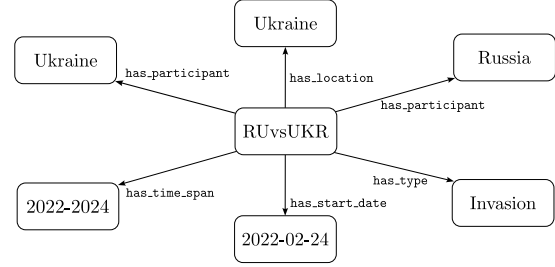 Ukraine
Ukraine
Russia
has_participant
has_location
has_participant
RUvsUKR
has_time_span
has_start_date
has_type
2022-2024
2022-02-24
Invasion